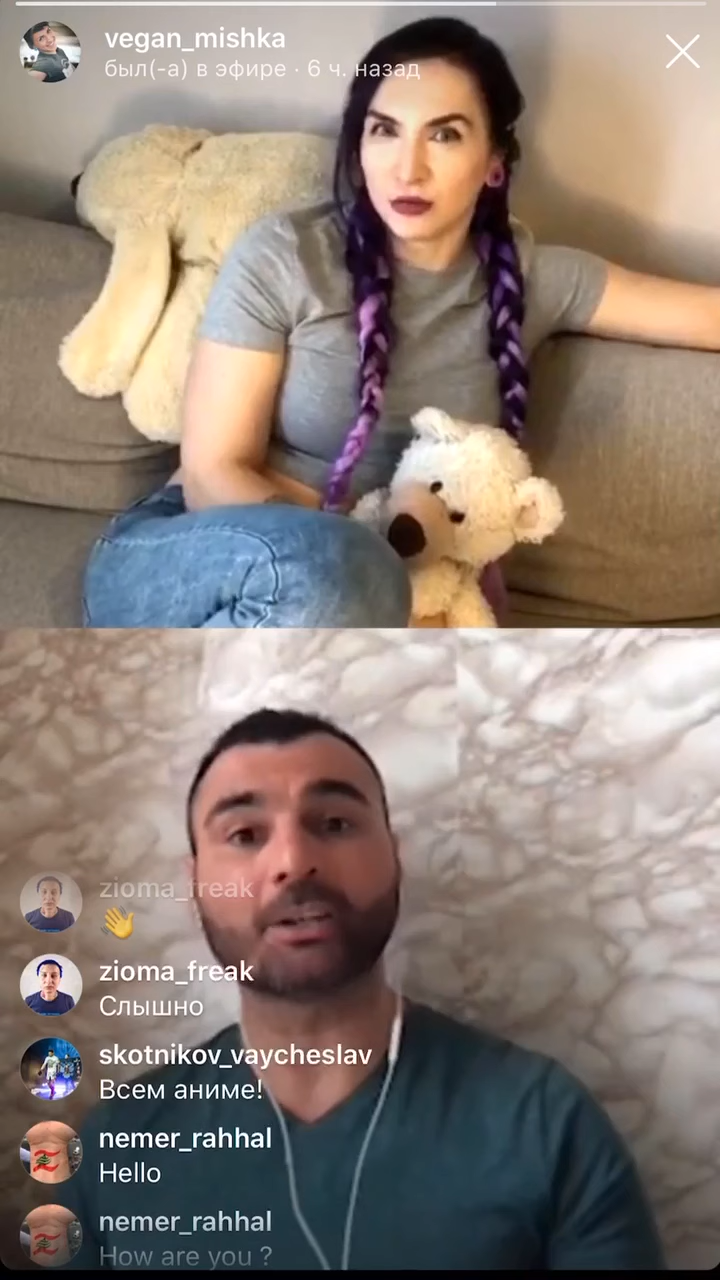 vegan_mishka
был(-а) в эфире · 6 ч. назад
zioma_freak
👋
zioma_freak
Слышно
skotnikov_vaycheslav
Всем аниме!
nemer_rahhal
Hello
nemer_rahhal
How are you ?